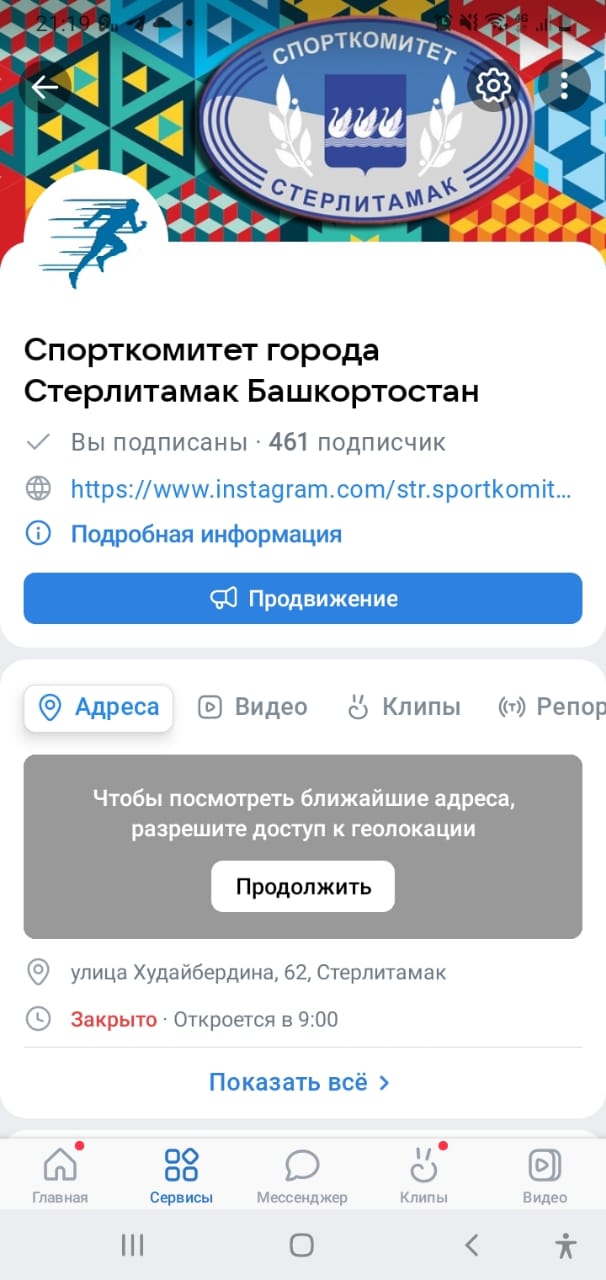 21:19
4G
СПОРТКОМИТЕТ
СТЕРЛИТАМАК
Спорткомитет города
Стерлитамак Башкортостан
Вы подписаны · 461 подписчик
https://www.instagram.com/str.sportkomit...
Подробная информация
Продвижение
Адреса Видео Клипы Репор
Чтобы посмотреть ближайшие адреса,
разрешите доступ к геолокации
Продолжить
улица Худайбердина, 62, Стерлитамак
Закрыто · Откроется в 9:00
Показать всё
Главная Сервисы Мессенджер Клипы Видео